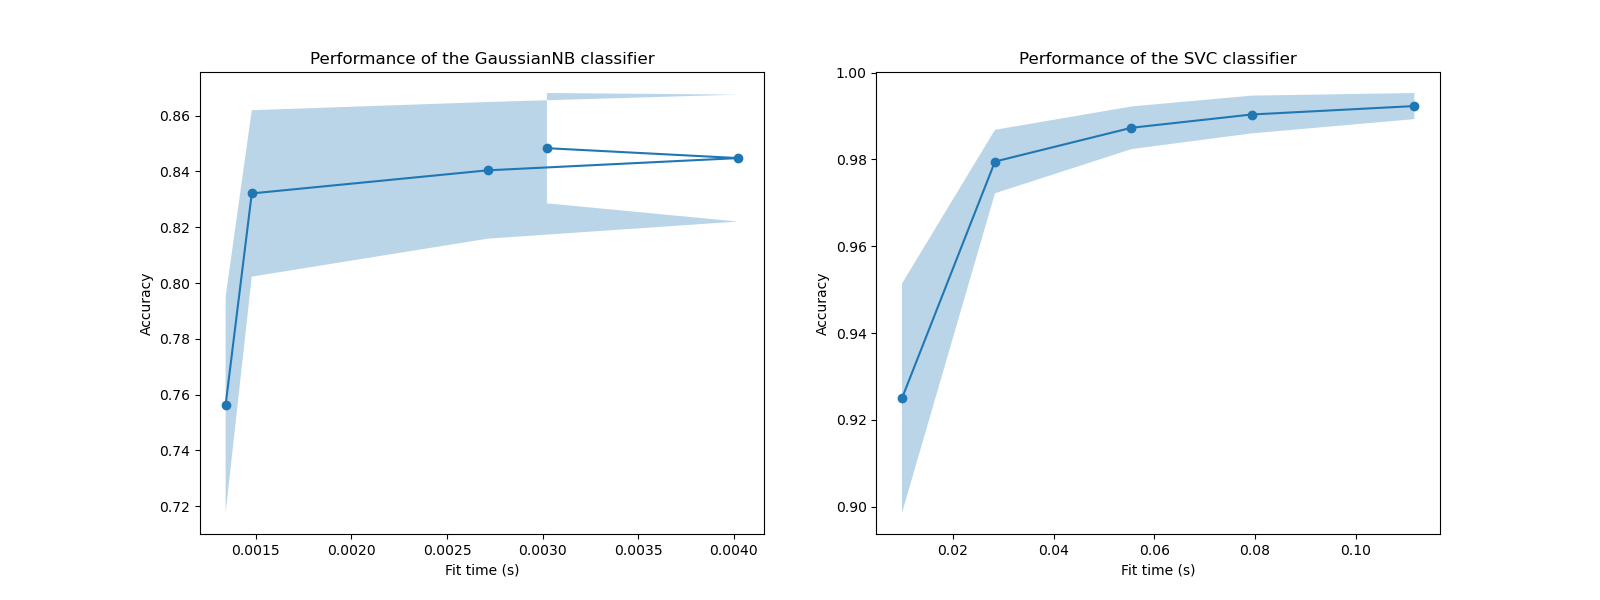 Performance of the GaussianNB classifier
0.86
0.84
0.82
0.80
0.78
0.76
0.74
0.72
Accuracy
0.0015 0.0020 0.0025 0.0030 0.0035 0.0040
Fit time (s)
Performance of the SVC classifier
1.00
0.98
0.96
0.94
0.92
0.90
Accuracy
0.02 0.04 0.06 0.08 0.10
Fit time (s)